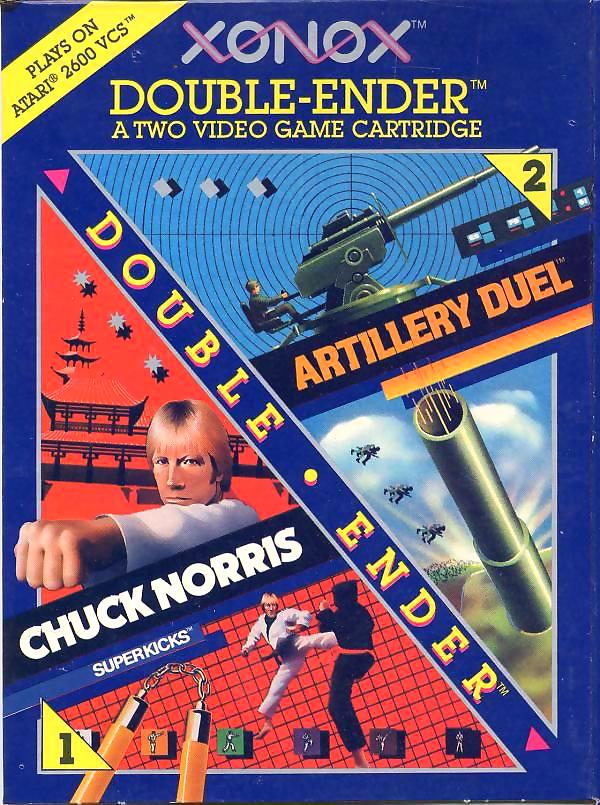 PLAYS ON
ATARI® 2600 VCS™
XONOX™
DOUBLE-ENDER™
A TWO VIDEO GAME CARTRIDGE
2
DOUBLE • ENDER™
ARTILLERY DUEL™
CHUCK NORRIS
SUPERKICKS™
1